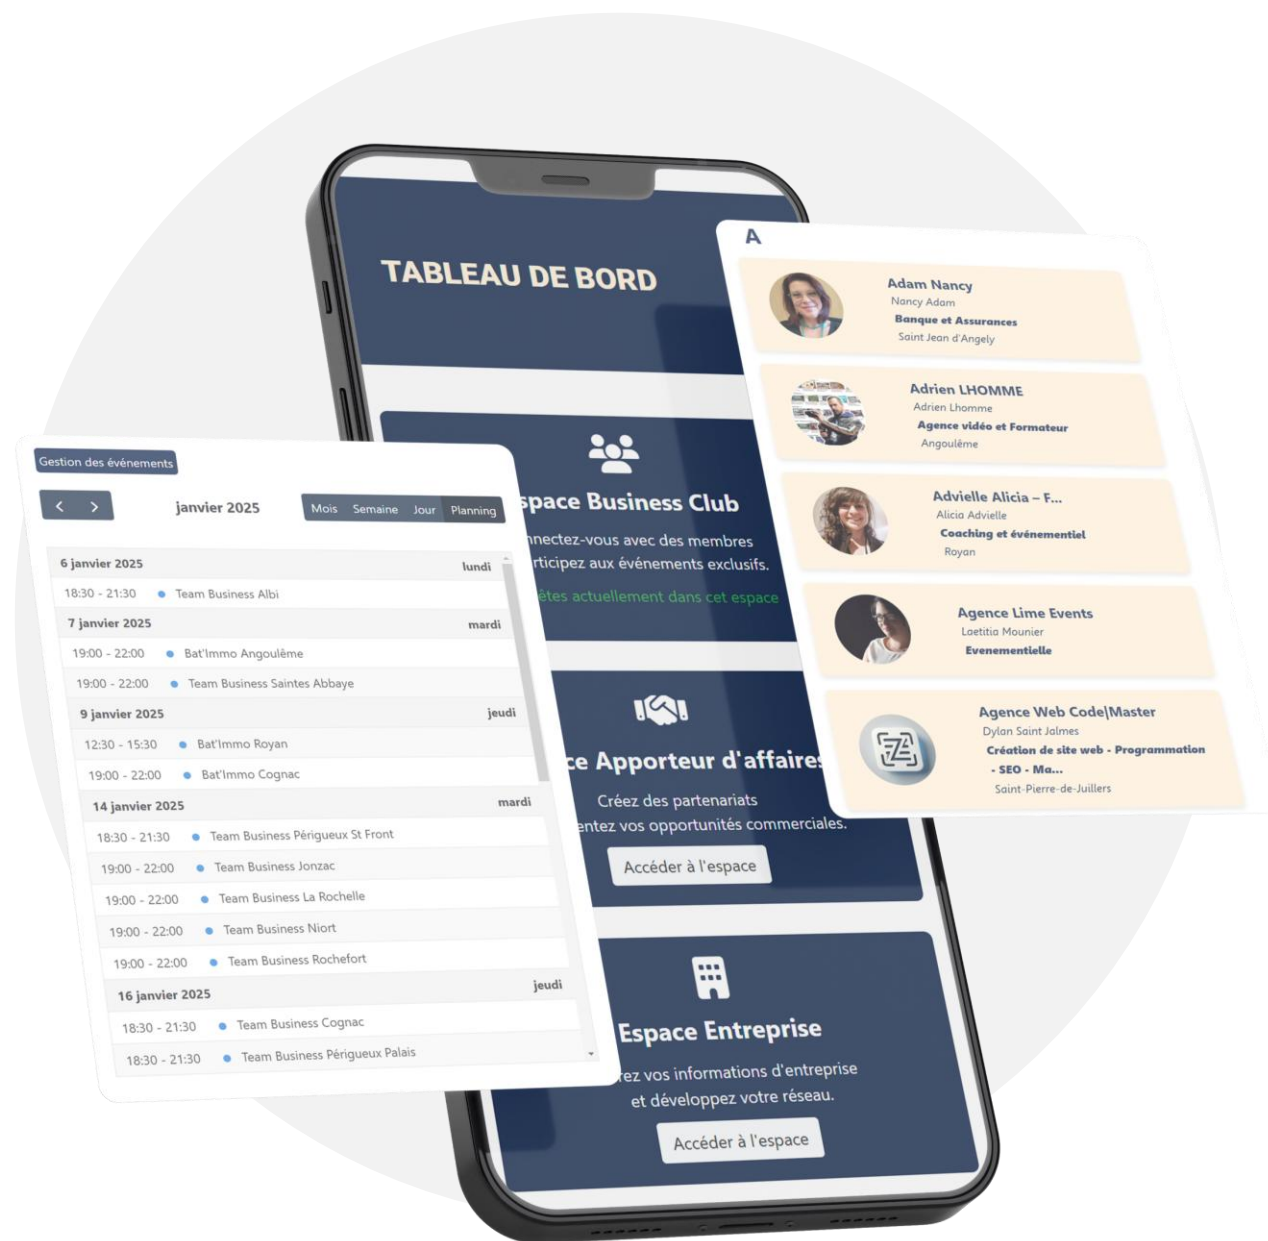 TABLEAU DE BORD
space Business Club
nnectez-vous avec des membres
rticipez aux événements exclusifs.
êtes actuellement dans cet espace
ce Apporteur d'affaires
Créez des partenariats
entez vos opportunités commerciales.
Accéder à l'espace
Espace Entreprise
rez vos informations d'entreprise
et développez votre réseau.
Accéder à l'espace
Gestion des événements
< > janvier 2025 Mois Semaine Jour Planning
6 janvier 2025 lundi
18:30 - 21:30 Team Business Albi
7 janvier 2025 mardi
19:00 - 22:00 Bat'Immo Angoulême
19:00 - 22:00 Team Business Saintes Abbaye
9 janvier 2025 jeudi
12:30 - 15:30 Bat'Immo Royan
19:00 - 22:00 Bat'Immo Cognac
14 janvier 2025 mardi
18:30 - 21:30 Team Business Périgueux St Front
19:00 - 22:00 Team Business Jonzac
19:00 - 22:00 Team Business La Rochelle
19:00 - 22:00 Team Business Niort
19:00 - 22:00 Team Business Rochefort
16 janvier 2025 jeudi
18:30 - 21:30 Team Business Cognac
18:30 - 21:30 Team Business Périgueux Palais
A
Adam Nancy
Nancy Adam
Banque et Assurances
Saint Jean d'Angely
Adrien LHOMME
Adrien Lhomme
Agence vidéo et Formateur
Angoulême
Advielle Alicia – F...
Alicia Advielle
Coaching et événementiel
Royan
Agence Lime Events
Laetitia Mounier
Evenementielle
Agence Web Code|Master
Dylan Saint Jalmes
Création de site web - Programmation
- SEO - Ma...
Saint-Pierre-de-Juillers